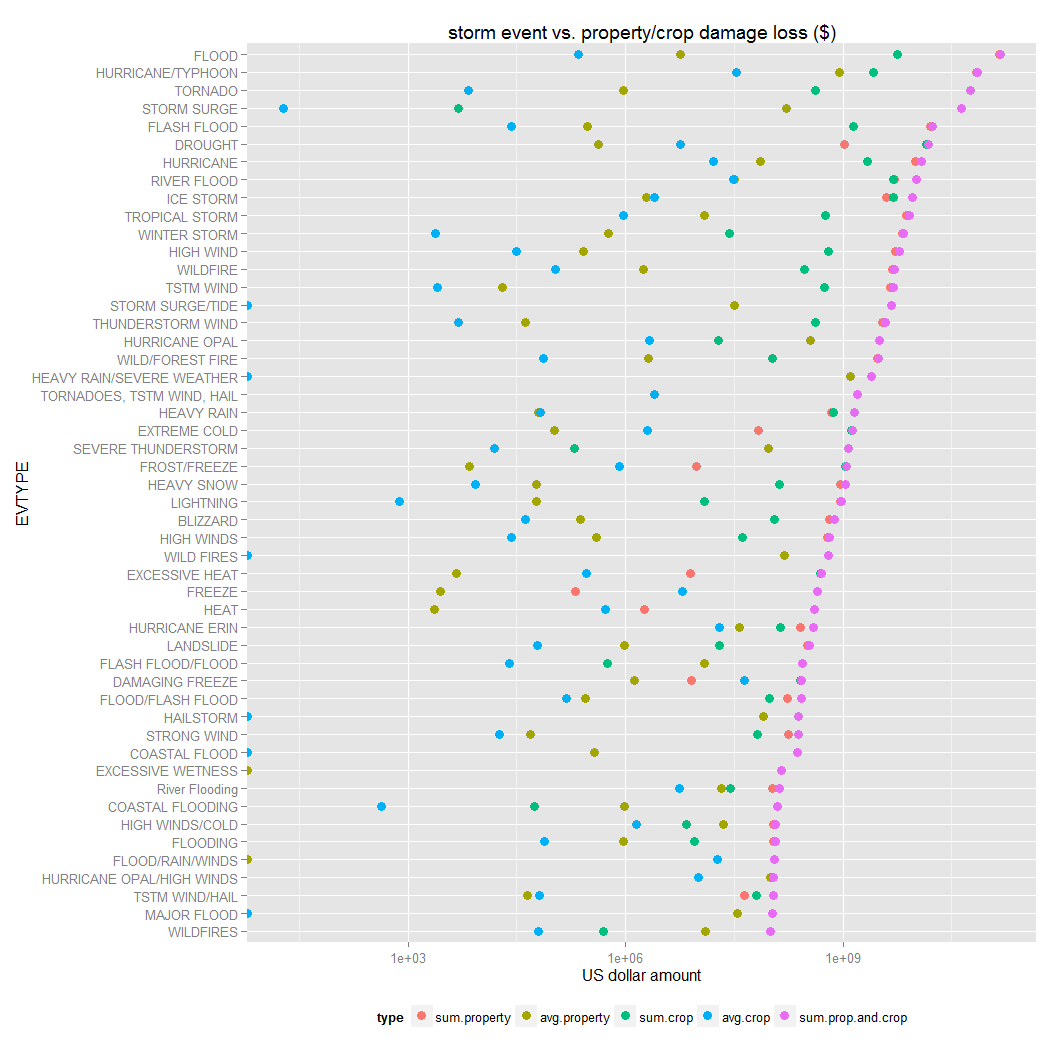 storm event vs. property/crop damage loss ($)
FLOOD
HURRICANE/TYPHOON
TORNADO
STORM SURGE
FLASH FLOOD
DROUGHT
HURRICANE
RIVER FLOOD
ICE STORM
TROPICAL STORM
WINTER STORM
HIGH WIND
WILDFIRE
TSTM WIND
STORM SURGE/TIDE
THUNDERSTORM WIND
HURRICANE OPAL
WILD/FOREST FIRE
HEAVY RAIN/SEVERE WEATHER
TORNADOES, TSTM WIND, HAIL
HEAVY RAIN
EXTREME COLD
SEVERE THUNDERSTORM
FROST/FREEZE
HEAVY SNOW
LIGHTNING
BLIZZARD
HIGH WINDS
WILD FIRES
EXCESSIVE HEAT
FREEZE
HEAT
HURRICANE ERIN
LANDSLIDE
FLASH FLOOD/FLOOD
DAMAGING FREEZE
FLOOD/FLASH FLOOD
HAILSTORM
STRONG WIND
COASTAL FLOOD
EXCESSIVE WETNESS
River Flooding
COASTAL FLOODING
HIGH WINDS/COLD
FLOODING
FLOOD/RAIN/WINDS
HURRICANE OPAL/HIGH WINDS
TSTM WIND/HAIL
MAJOR FLOOD
WILDFIRES
EVTYPE
1e+03 1e+06 1e+09
US dollar amount
type sum.property avg.property sum.crop avg.crop sum.prop.and.crop